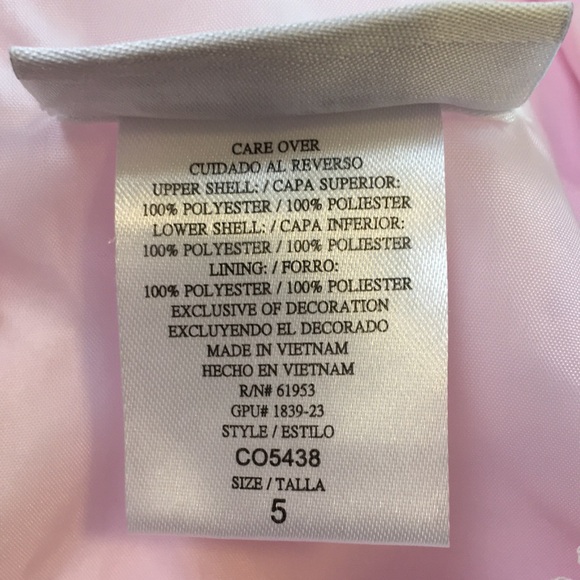 CARE OVER
CUIDADO AL REVERSO
UPPER SHELL: / CAPA SUPERIOR:
100% POLYESTER / 100% POLIESTER
LOWER SHELL: / CAPA INFERIOR:
100% POLYESTER / 100% POLIESTER
LINING: / FORRO:
100% POLYESTER / 100% POLIESTER
EXCLUSIVE OF DECORATION
EXCLUYENDO EL DECORADO
MADE IN VIETNAM
HECHO EN VIETNAM
R/N# 61953
GPU# 1839-23
STYLE / ESTILO
CO5438
SIZE / TALLA
5